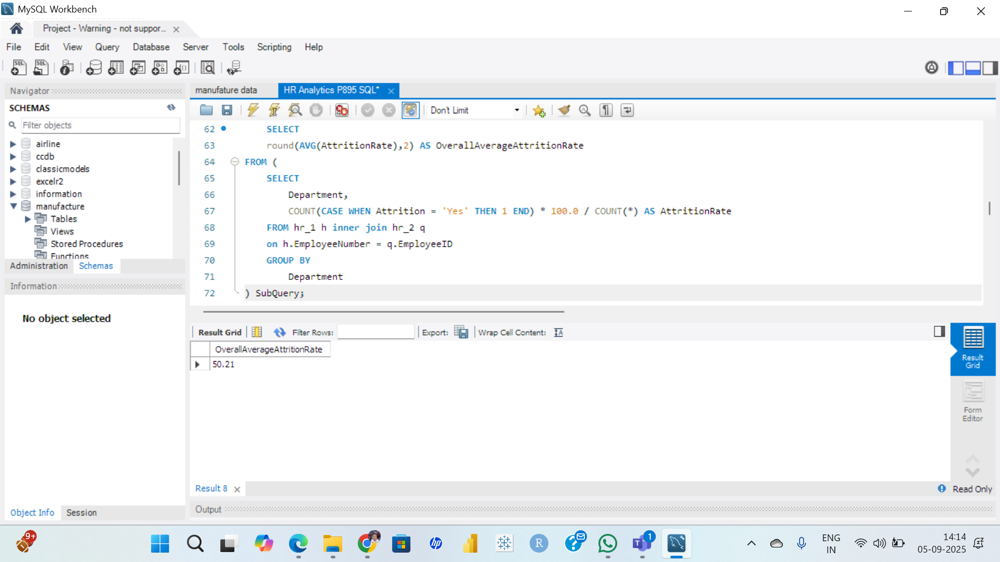 MySQL Workbench
Project - Warning - not suppor...
File Edit View Query Database Server Tools Scripting Help
Navigator
SCHEMAS
Filter objects
airline
ccdb
classicmodels
excelr2
information
manufacture
Tables
Views
Stored Procedures
Functions
Administration Schemas
Information
No object selected
Object Info Session
manufature data HR Analytics P895 SQL*
Don't Limit
62 SELECT
63 round(AVG(AttritionRate),2) AS OverallAverageAttritionRate
64 FROM (
65 SELECT
66 Department,
67 COUNT(CASE WHEN Attrition = 'Yes' THEN 1 END) * 100.0 / COUNT(*) AS AttritionRate
68 FROM hr_1 h inner join hr_2 q
69 on h.EmployeeNumber = q.EmployeeID
70 GROUP BY
71 Department
72 ) SubQuery;
Result Grid Filter Rows: Export: Wrap Cell Content:
OverallAverageAttritionRate
50.21
Result Grid
Form Editor
Result 8
Read Only
Output
9+
hp
R
1
ENG
IN
14:14
05-09-2025